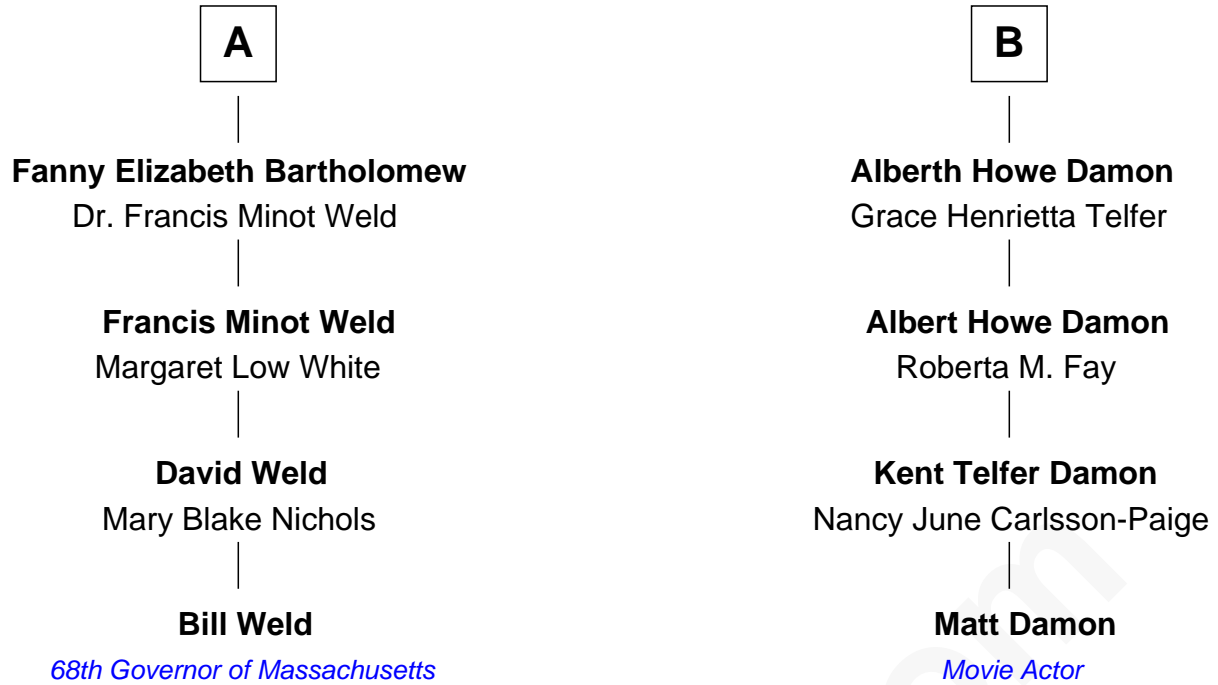 A
B
Fanny Elizabeth Bartholomew
Dr. Francis Minot Weld
Alberth Howe Damon
Grace Henrietta Telfer
Francis Minot Weld
Margaret Low White
Albert Howe Damon
Roberta M. Fay
David Weld
Mary Blake Nichols
Kent Telfer Damon
Nancy June Carlsson-Paige
Bill Weld
68th Governor of Massachusetts
Matt Damon
Movie Actor